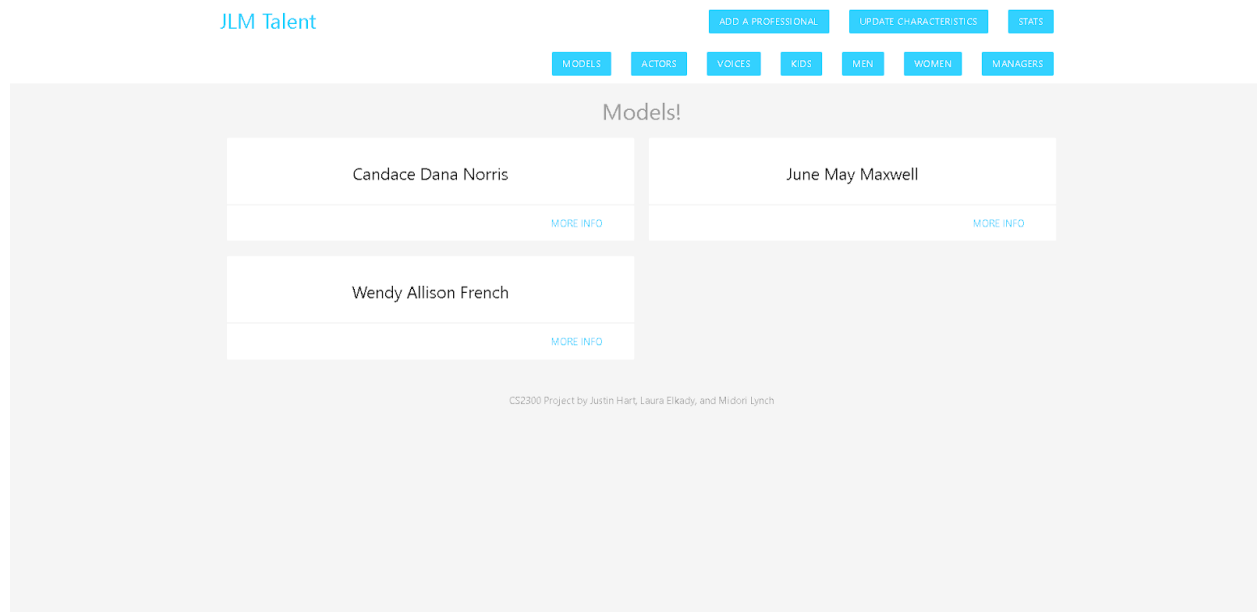 JLM Talent ADD A PROFESSIONAL UPDATE CHARACTERISTICS STATS
MODELS ACTORS VOICES KIDS MEN WOMEN MANAGERS
Models!
Candace Dana Norris
MORE INFO
June May Maxwell
MORE INFO
Wendy Allison French
MORE INFO
CS2300 Project by Justin Hart, Laura Elkady, and Midori Lynch